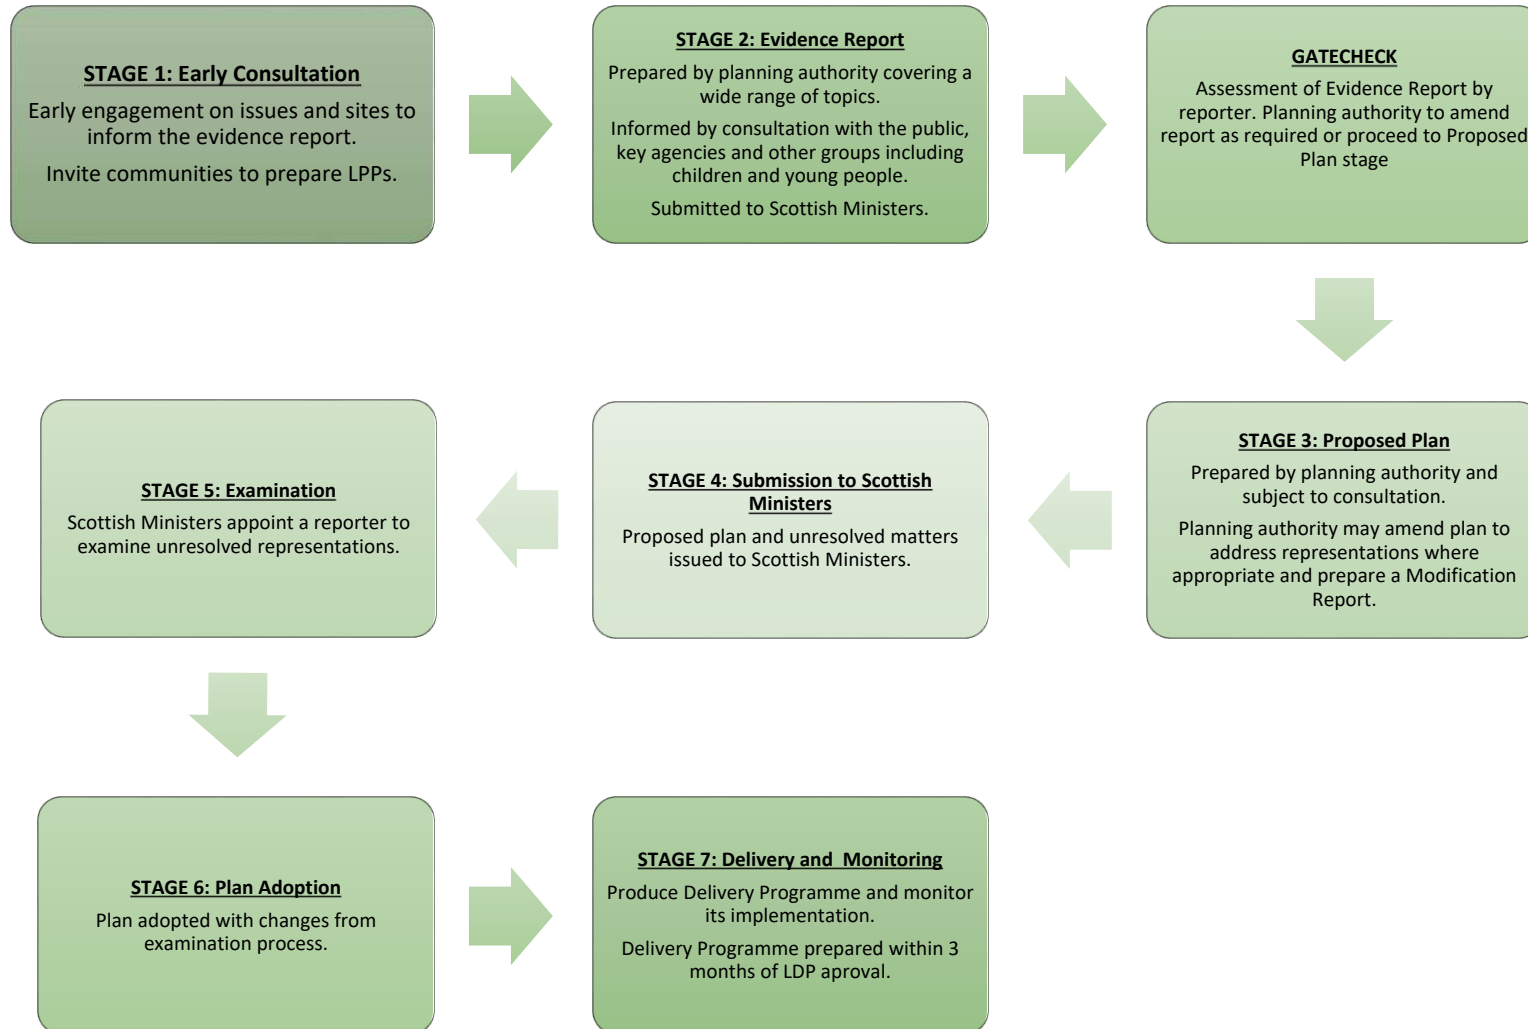 STAGE 1: Early Consultation
Early engagement on issues and sites to
inform the evidence report.
Invite communities to prepare LPPs.
STAGE 2: Evidence Report
Prepared by planning authority covering a
wide range of topics.
Informed by consultation with the public,
key agencies and other groups including
children and young people.
Submitted to Scottish Ministers.
GATECHECK
Assessment of Evidence Report by
reporter. Planning authority to amend
report as required or proceed to Proposed
Plan stage
STAGE 3: Proposed Plan
Prepared by planning authority and
subject to consultation.
Planning authority may amend plan to
address representations where
appropriate and prepare a Modification
Report.
STAGE 4: Submission to Scottish
Ministers
Proposed plan and unresolved matters
issued to Scottish Ministers.
STAGE 5: Examination
Scottish Ministers appoint a reporter to
examine unresolved representations.
STAGE 6: Plan Adoption
Plan adopted with changes from
examination process.
STAGE 7: Delivery and  Monitoring
Produce Delivery Programme and monitor
its implementation.
Delivery Programme prepared within 3
months of LDP aproval.